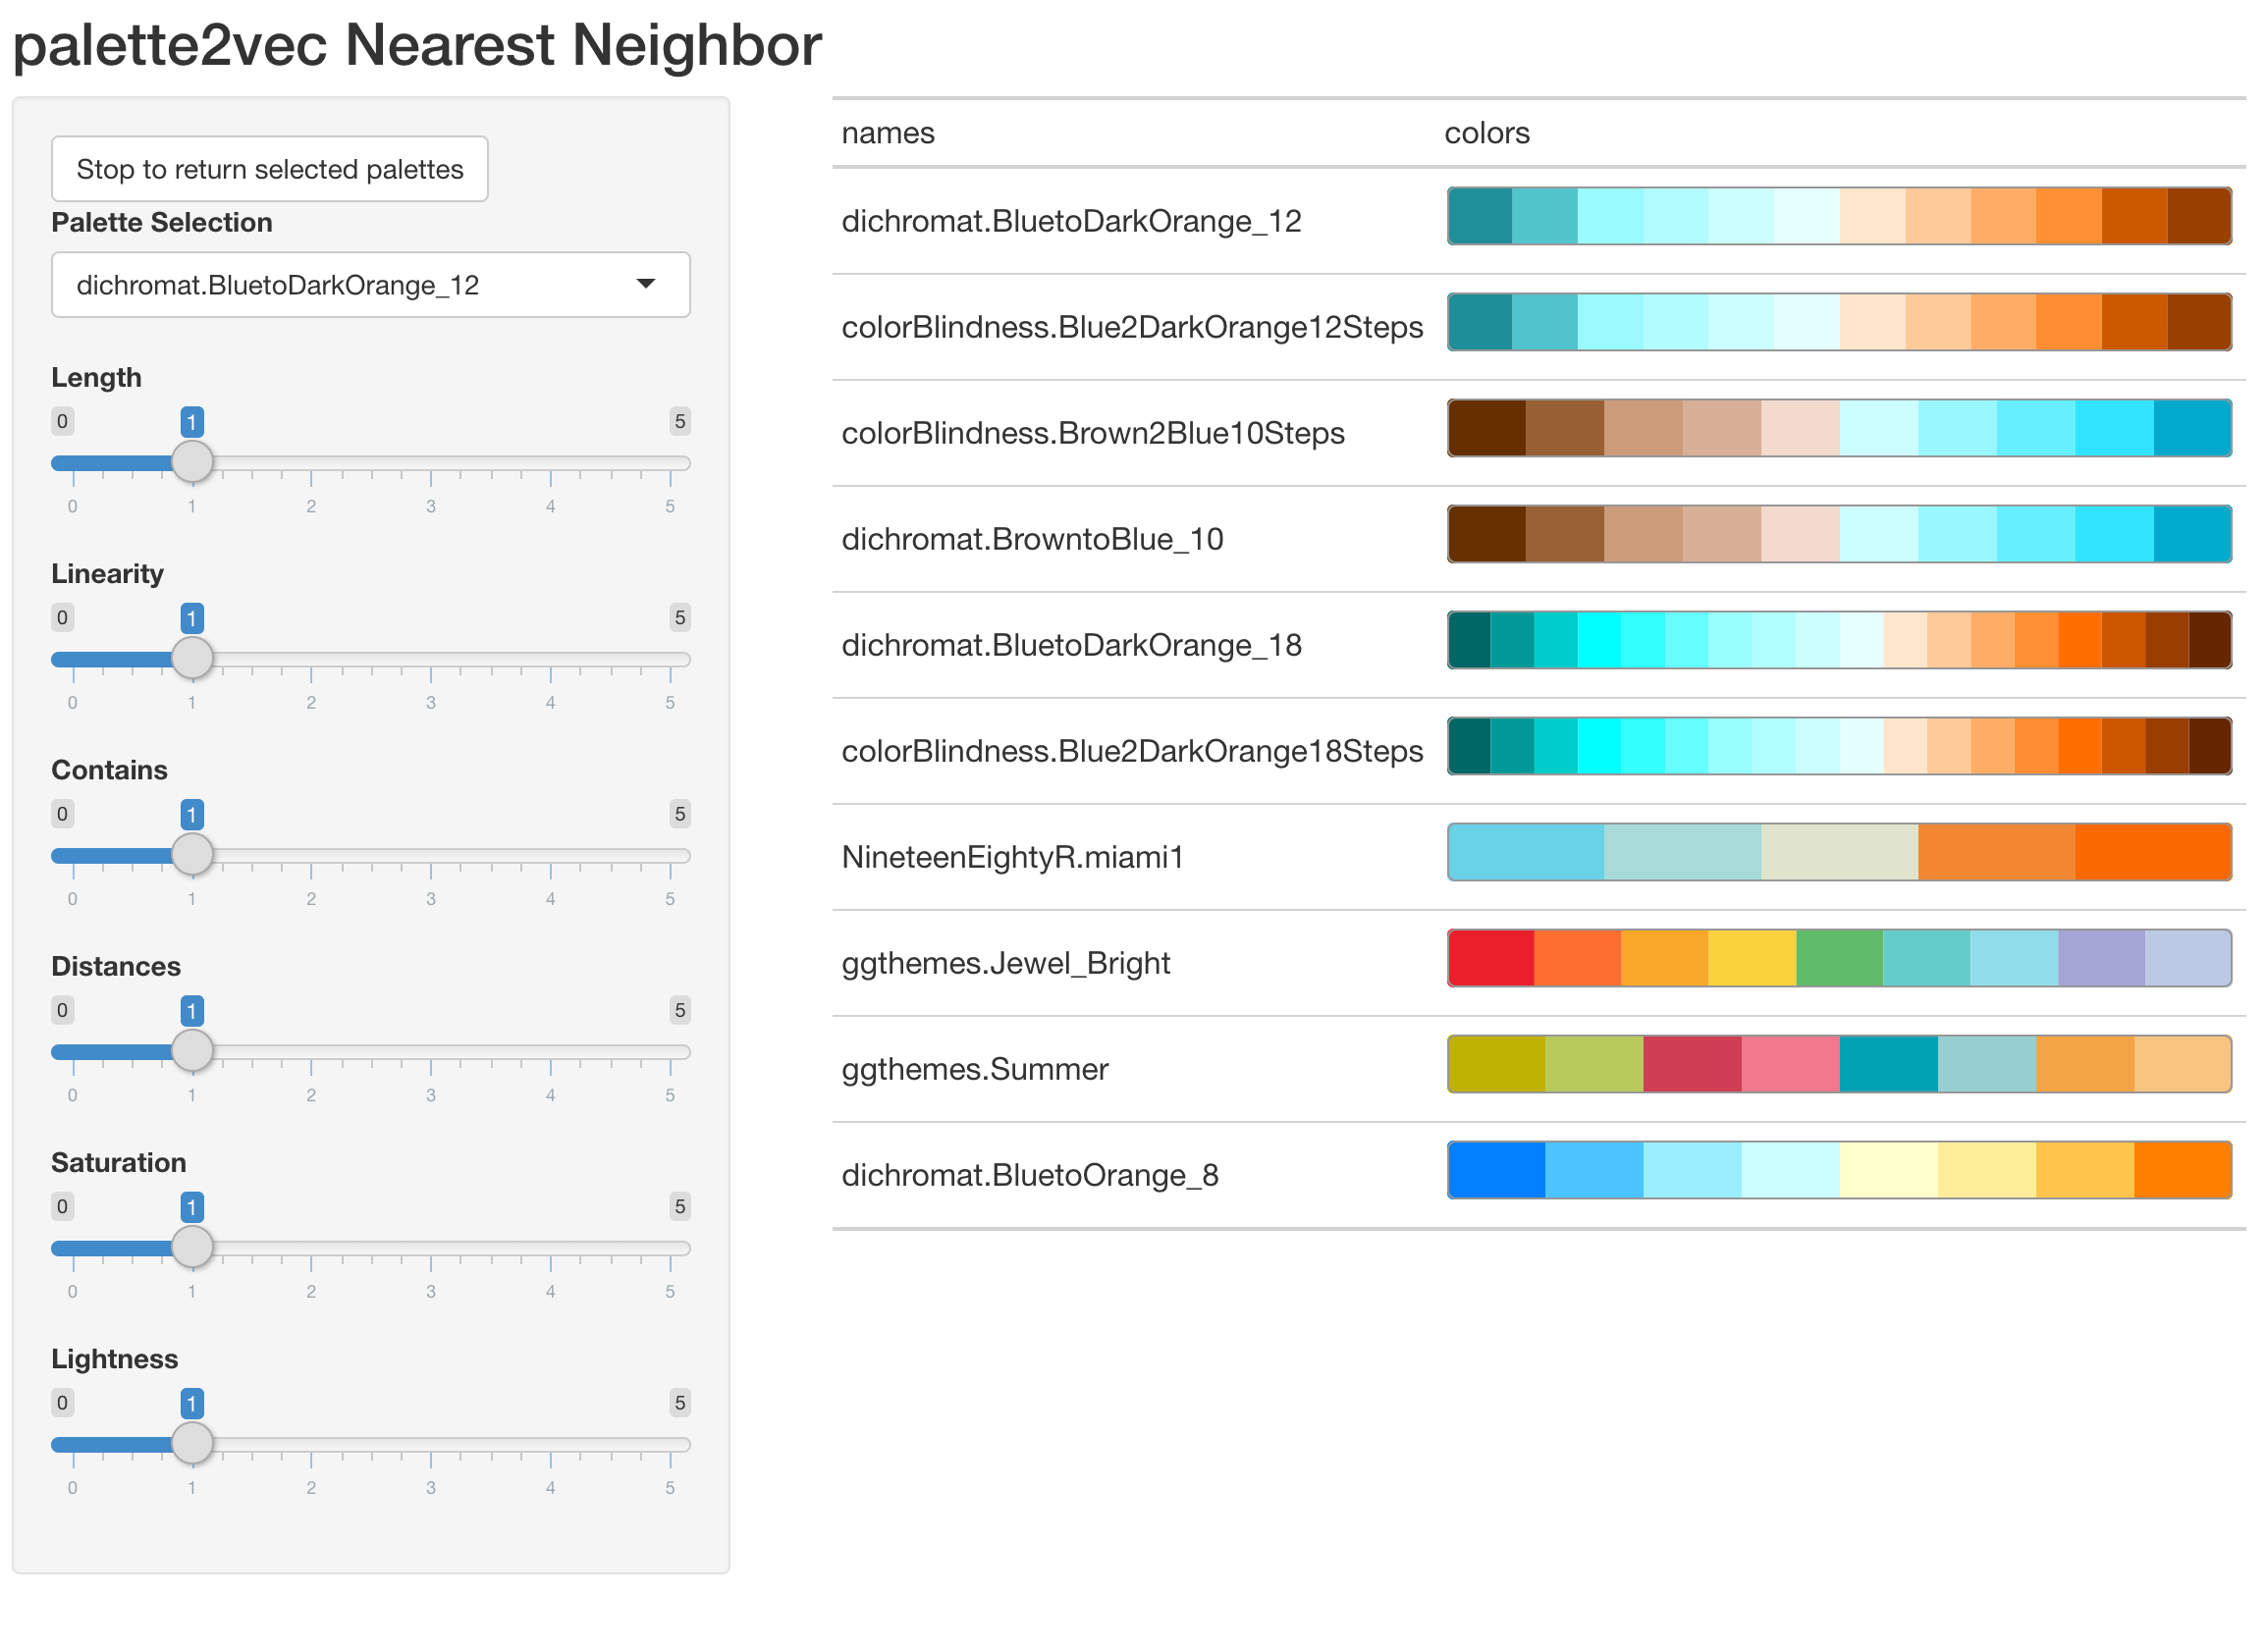 palette2vec Nearest Neighbor
Stop to return selected palettes
Palette Selection
dichromat.BluetoDarkOrange_12
Length
0 1 5
0 1 2 3 4 5
Linearity
0 1 5
0 1 2 3 4 5
Contains
0 1 5
0 1 2 3 4 5
Distances
0 1 5
0 1 2 3 4 5
Saturation
0 1 5
0 1 2 3 4 5
Lightness
0 1 5
0 1 2 3 4 5
names colors
dichromat.BluetoDarkOrange_12
colorBlindness.Blue2DarkOrange12Steps
colorBlindness.Brown2Blue10Steps
dichromat.BrowntoBlue_10
dichromat.BluetoDarkOrange_18
colorBlindness.Blue2DarkOrange18Steps
NineteenEightyR.miami1
ggthemes.Jewel_Bright
ggthemes.Summer
dichromat.BluetoOrange_8